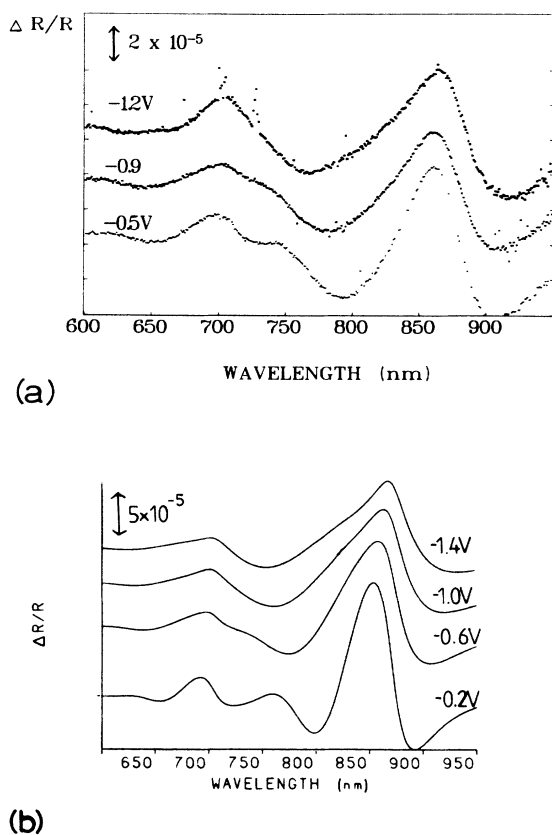 Δ R/R
2 x 10-5
-1.2V
-0.9
-0.5V
600 650 700 750 800 850 900
WAVELENGTH (nm)
(a)
5×10-5
-1.4V
-1.0V
-0.6V
-0.2V
ΔR/R
650 700 750 800 850 900 950
WAVELENGTH (nm)
(b)